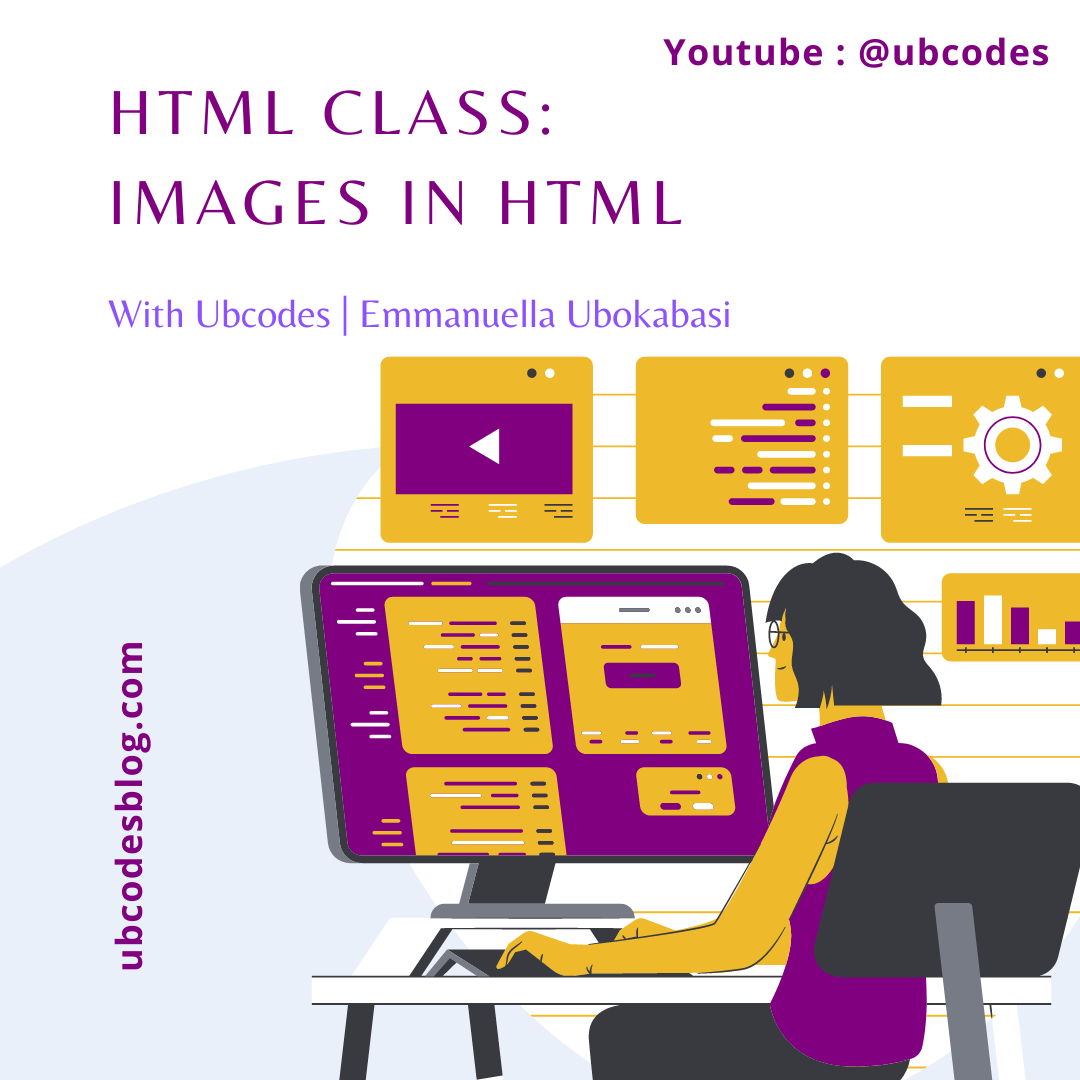 Youtube : @ubcodes
HTML CLASS:
IMAGES IN HTML
With Ubcodes | Emmanuella Ubokabasi
ubcodesblog.com